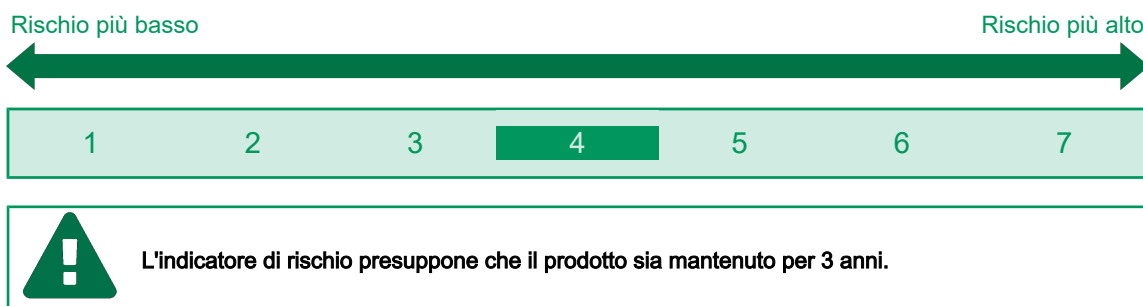 Rischio più basso Rischio più alto
1 2 3 4 5 6 7
L'indicatore di rischio presuppone che il prodotto sia mantenuto per 3 anni.